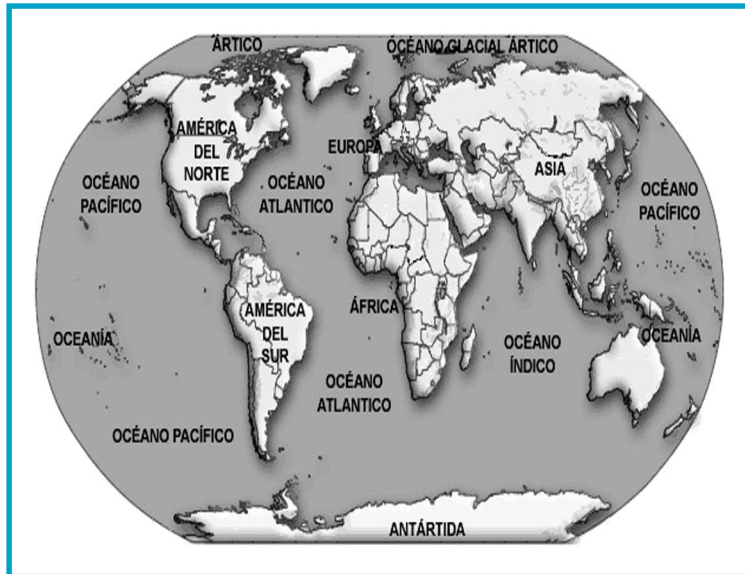 ÁRTICO
OCÉANO GLACIAL ÁRTICO
AMÉRICA
DEL
NORTE
EUROPA
ASIA
OCÉANO
PACÍFICO
OCÉANO
ATLANTICO
OCÉANO
PACÍFICO
ÁFRICA
AMÉRICA
DEL
SUR
OCEANÍA
OCÉANO
ÍNDICO
OCEANÍA
OCÉANO
ATLANTICO
OCÉANO PACÍFICO
ANTÁRTIDA